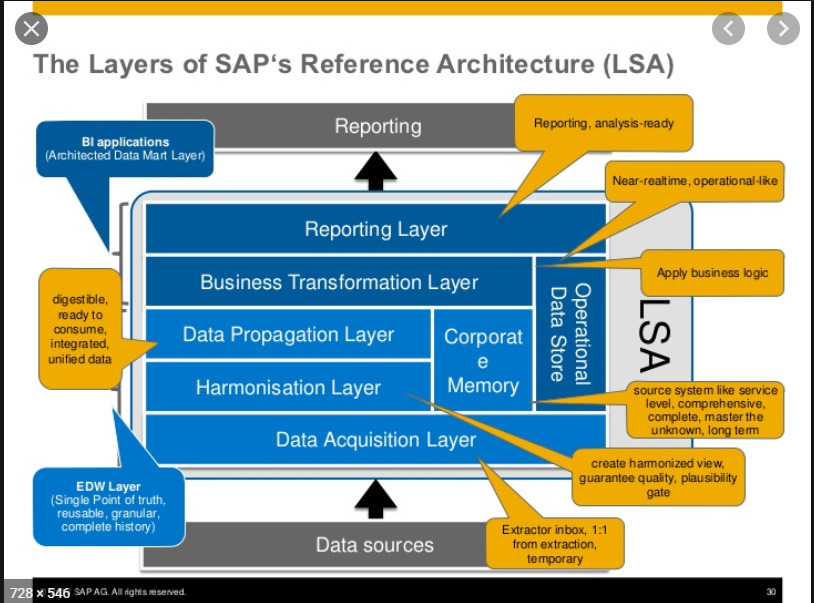 The Layers of SAP‘s Reference Architecture (LSA)
Reporting
Reporting, analysis-ready
BI applications
(Architected Data Mart Layer)
Near-realtime, operational-like
Reporting Layer
Apply business logic
Business Transformation Layer
digestible,
ready to
consume,
integrated,
unified data
Data Propagation Layer
Corporat
e
Memory
Operational
Data Store
LSA
Harmonisation Layer
source system like service
level, comprehensive,
complete, master the
unknown, long term
Data Acquisition Layer
create harmonized view,
guarantee quality, plausibility
gate
EDW Layer
(Single Point of truth,
reusable, granular,
complete history)
Extractor inbox, 1:1
from extraction,
temporary
Data sources
728 × 546
SAP AG. All rights reserved.
30